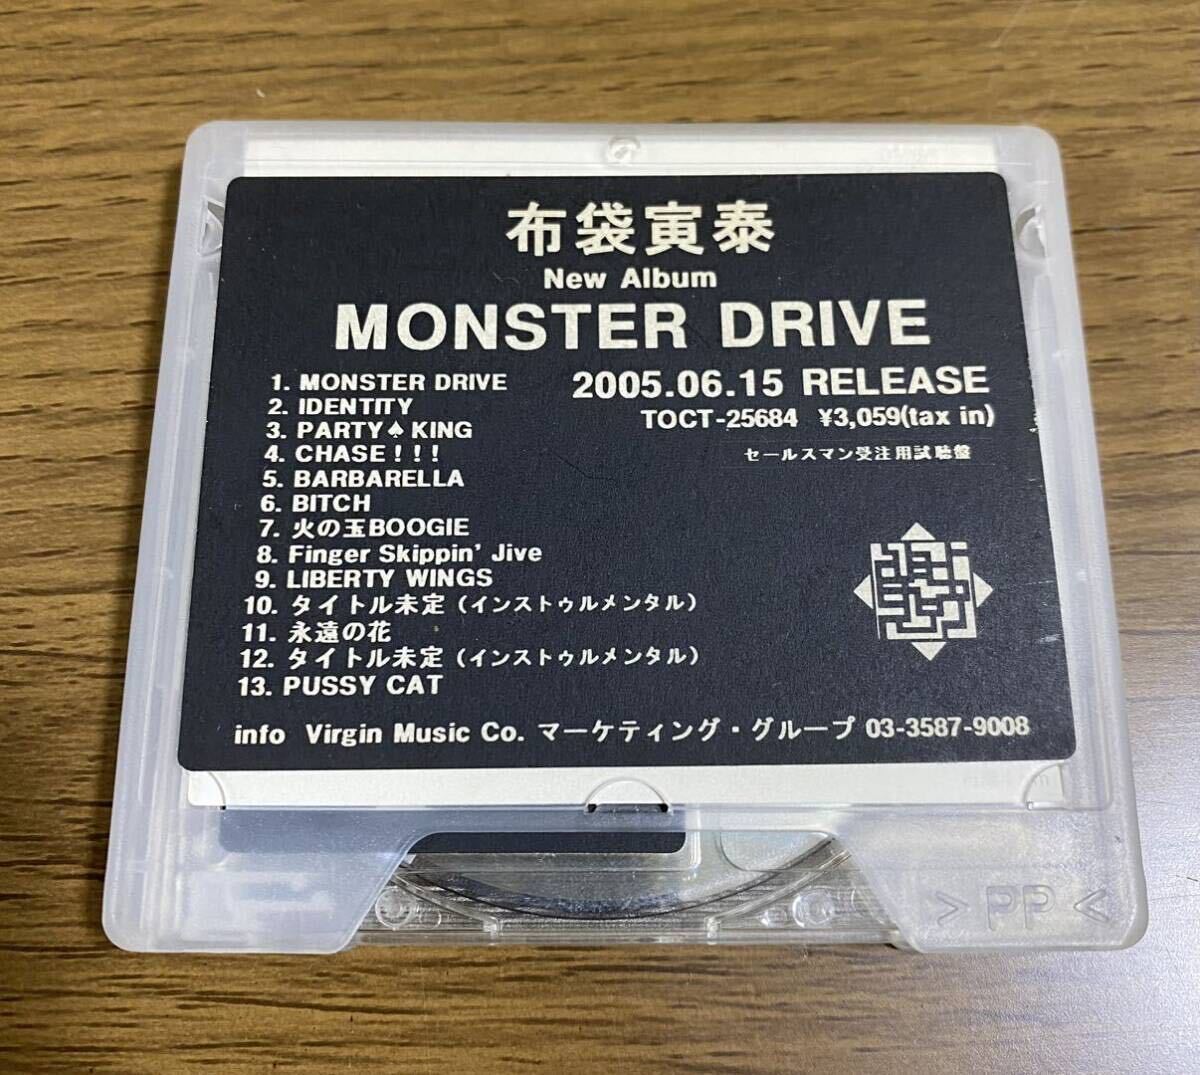 布袋寅泰
New Album
MONSTER DRIVE
1. MONSTER DRIVE
2. IDENTITY
3. PARTY♠KING
4. CHASE!!!
5. BARBARELLA
6. BITCH
7. 火の玉BOOGIE
8. Finger Skippin' Jive
9. LIBERTY WINGS
10. タイトル未定（インストゥルメンタル）
11. 永遠の花
12. タイトル未定（インストゥルメンタル）
13. PUSSY CAT
2005.06.15 RELEASE
TOCT-25684 ¥3,059(tax in)
セールスマン受注用試聴盤
info Virgin Music Co. マーケティング・グループ 03-3587-9008
> PP <